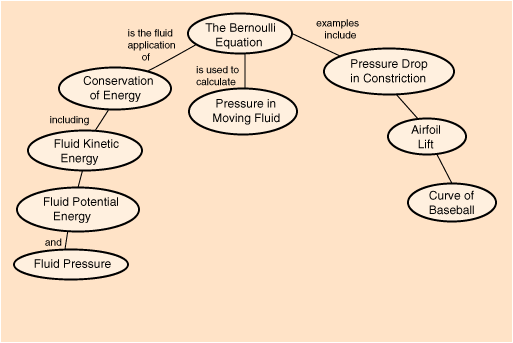 The Bernoulli
Equation
is the fluid
application
of
is used to
calculate
examples
include
Conservation
of Energy
Pressure in
Moving Fluid
Pressure Drop
in Constriction
including
Fluid Kinetic
Energy
Airfoil
Lift
Fluid Potential
Energy
Curve of
Baseball
and
Fluid Pressure